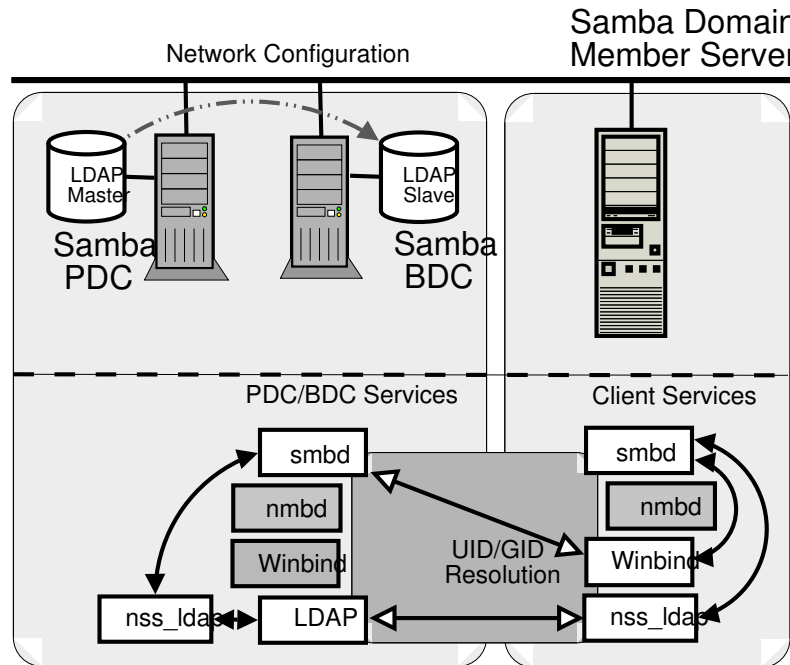 Samba Domain
Member Server
Network Configuration
LDAP
Master
LDAP
Slave
Samba
PDC
Samba
BDC
PDC/BDC Services
Client Services
smbd
nmbd
Winbind
nss_ldap
LDAP
UID/GID
Resolution
smbd
nmbd
Winbind
nss_ldap